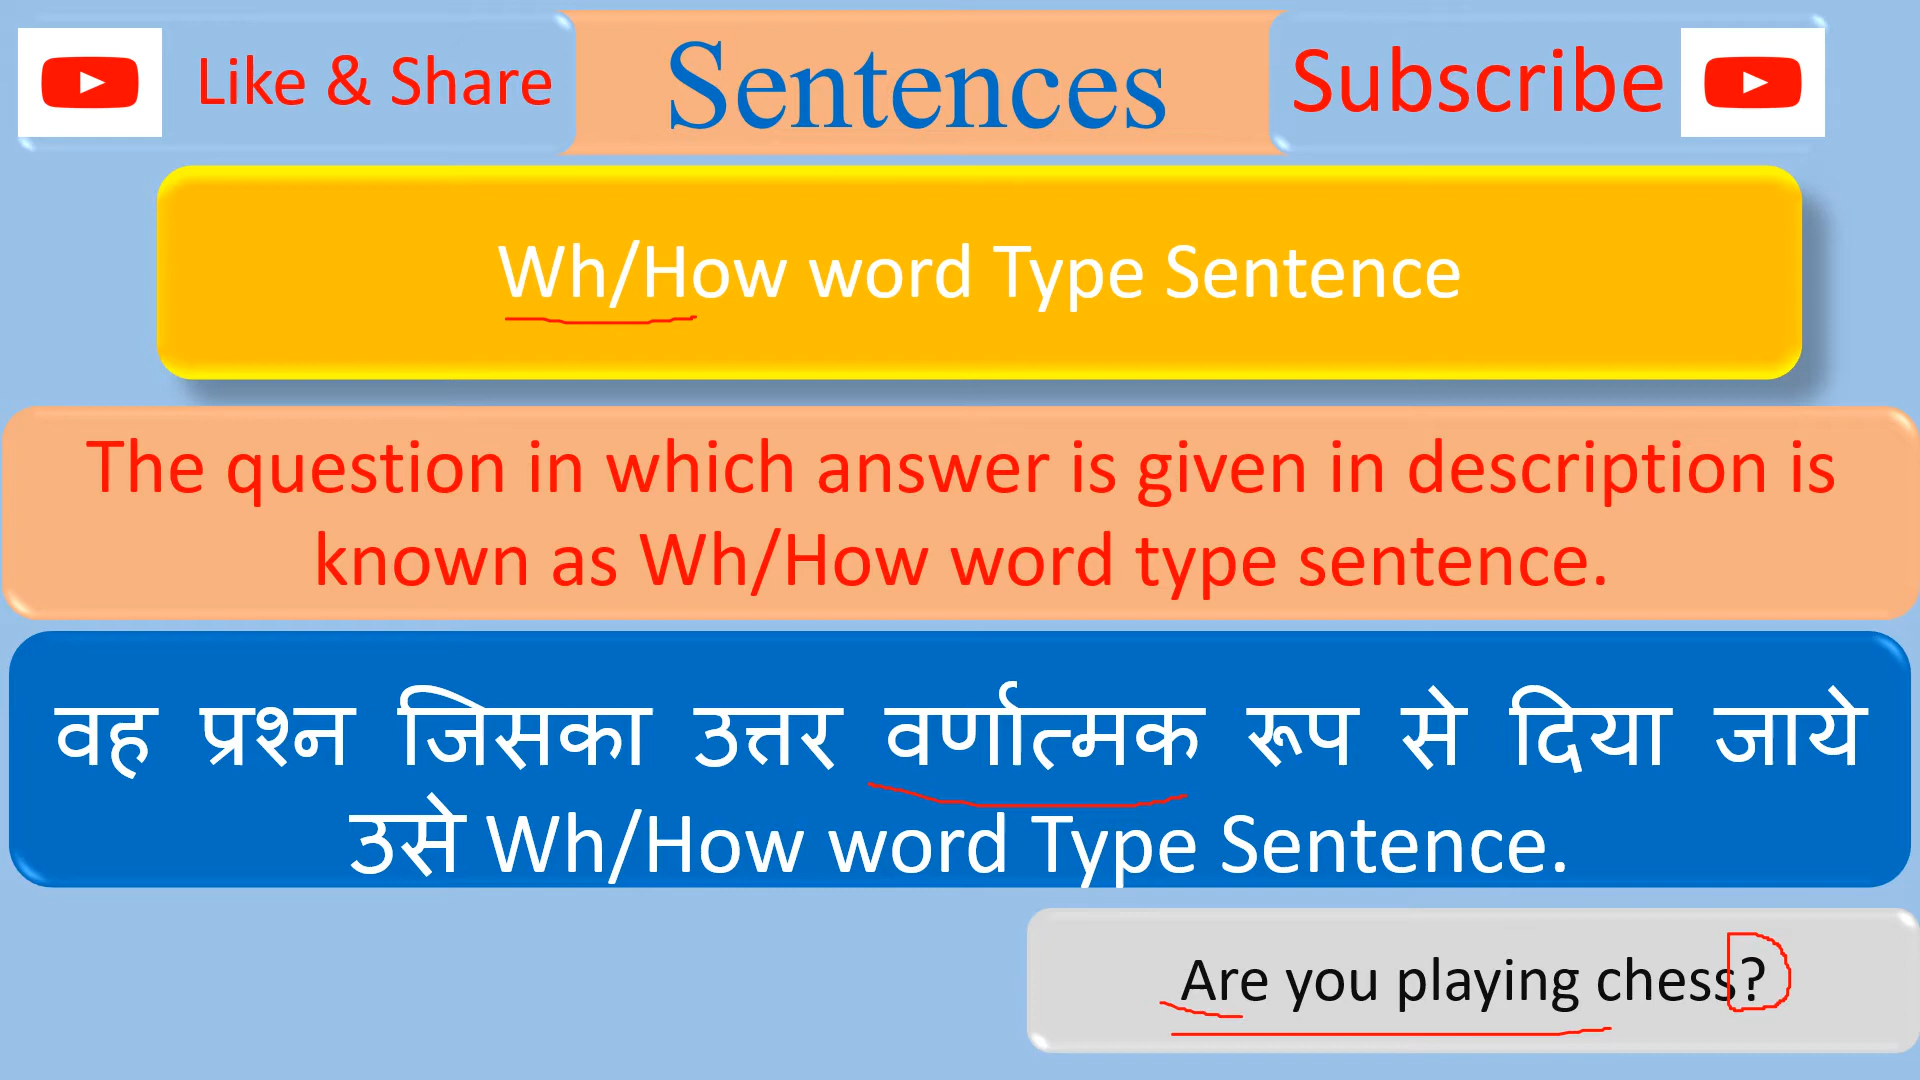 Like & Share
Sentences
Subscribe
Wh/How word Type Sentence
The question in which answer is given in description is
known as Wh/How word type sentence.
वह प्रश्न जिसका उत्तर वर्णात्मक रूप से दिया जाये
उसे Wh/How word Type Sentence.
Are you playing chess?